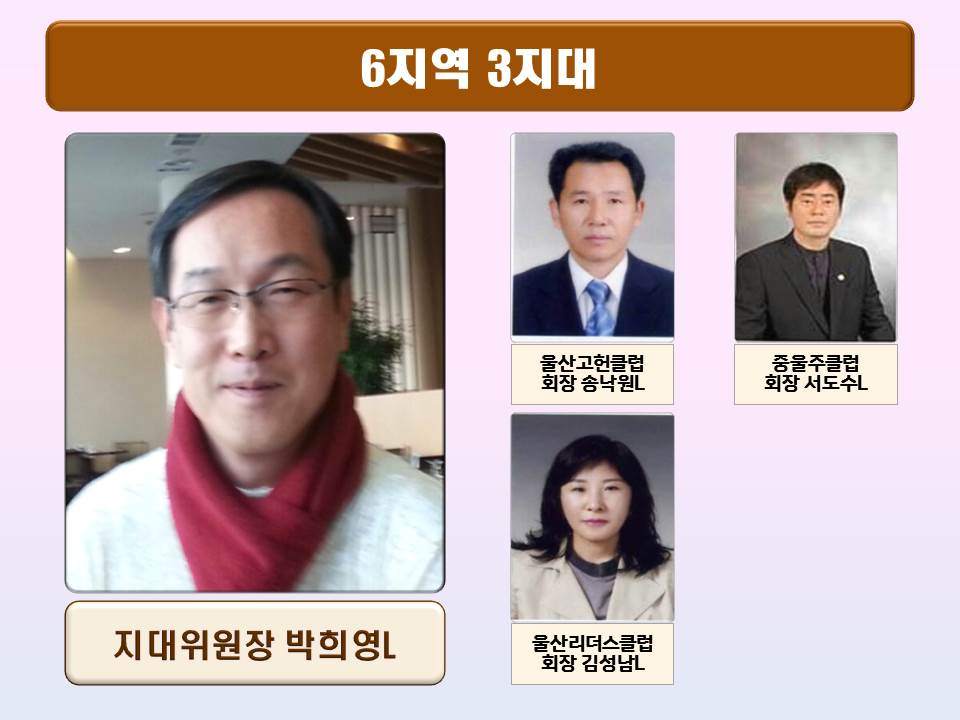 6지역 3지대
지대위원장 박희영L
울산고헌클럽
회장 송낙원L
중울주클럽
회장 서도수L
울산리더스클럽
회장 김성남L